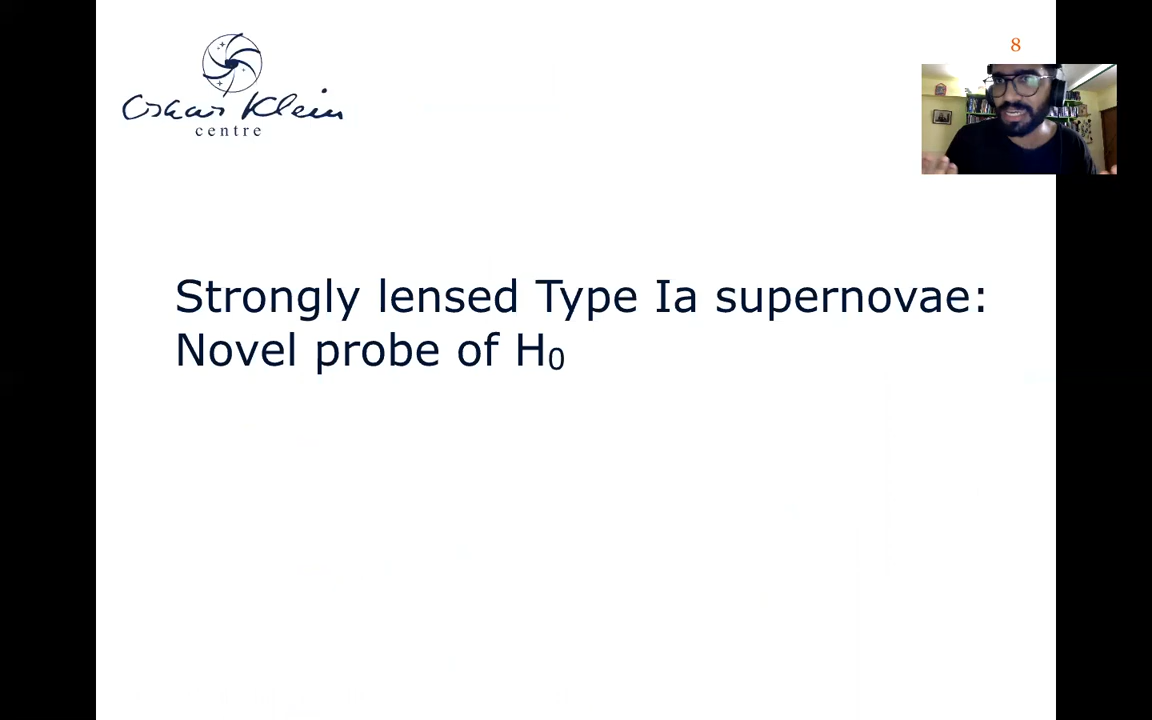 8
Oskar Klein
centre
Strongly lensed Type Ia supernovae:
Novel probe of H₀